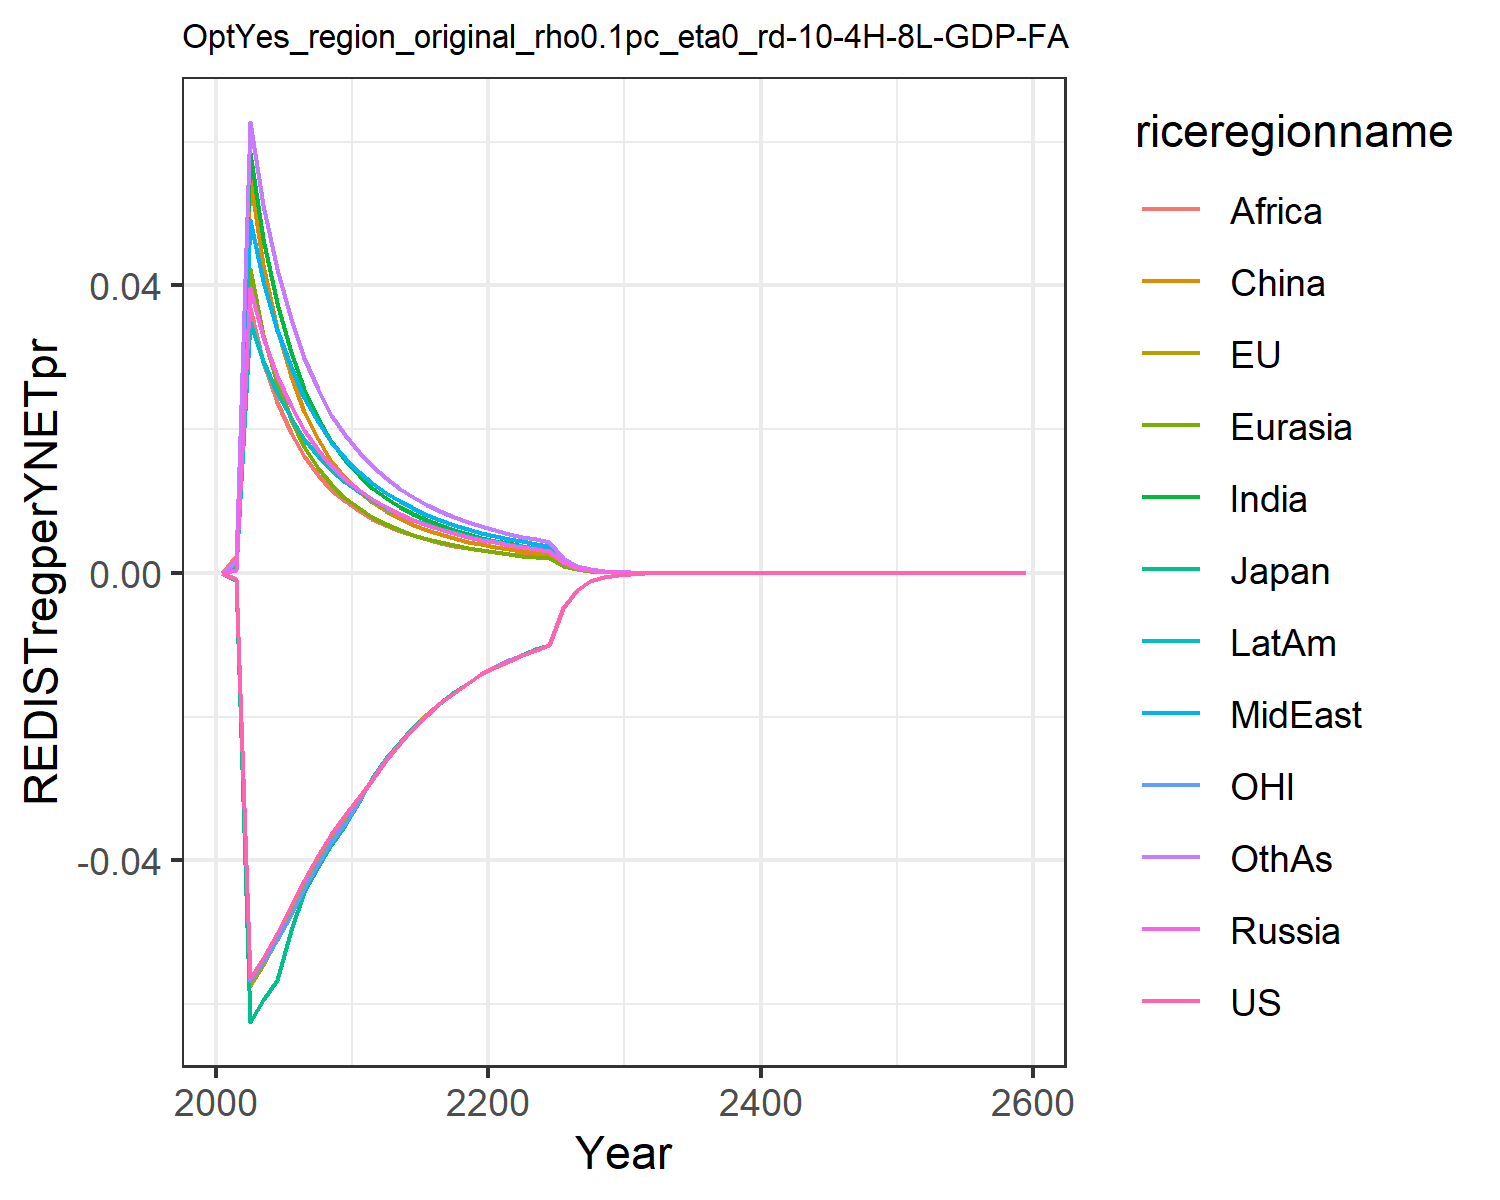 OptYes_region_original_rho0.1pc_eta0_rd-10-4H-8L-GDP-FA
REDISTregperYNETpr
0.04
0.00
-0.04
2000
2200
2400
2600
Year
riceregionname
Africa
China
EU
Eurasia
India
Japan
LatAm
MidEast
OHI
OthAs
Russia
US